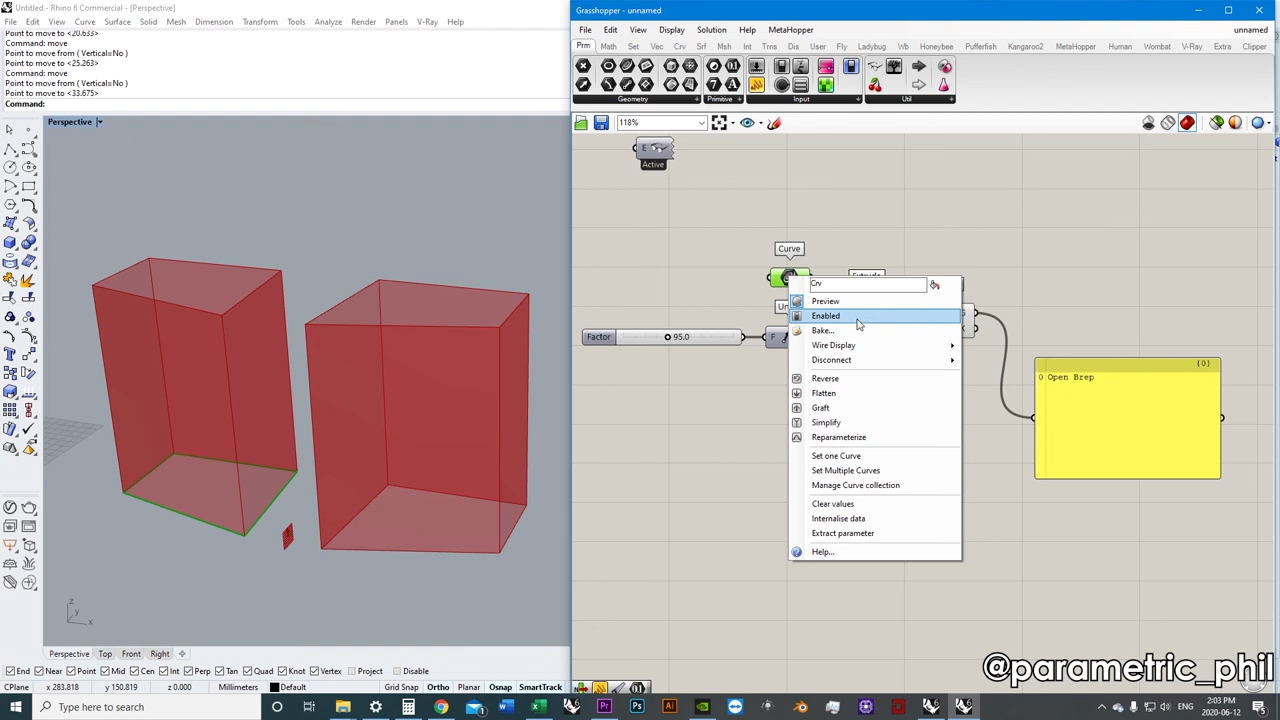 Untitled - Rhino 6 Commercial - [Perspective]
File Edit View Curve Surface Solid Mesh Dimension Transform Tools Analyze Render Panels V-Ray Help
Point to move to <20.633>
Command: move
Point to move from ( Vertical=No )
Point to move to <25.263>
Command: move
Point to move from ( Vertical=No )
Point to move to <33.675>
Command:
Perspective
z
y
x
Perspective Top Front Right
End Near Point Mid Cen Int Perp Tan Quad Knot Vertex Project Disable
CPlane x 283.818 y 150.819 z 0.000 Millimeters Default Grid Snap Ortho Planar Osnap SmartTrack
Grasshopper - unnamed
File Edit View Display Solution Help MetaHopper unnamed
Prm Math Set Vec Crv Srf Msh Int Trns Dis User Fly Ladybug Wb Honeybee Pufferfish Kangaroo2 MetaHopper Human Wombat V-Ray Extra Clipper
Geometry Primitive Input Util
118%
E
Active
Curve
Factor 95.0
F
Crv
Preview
Enabled
Bake...
Wire Display
Disconnect
Reverse
Flatten
Graft
Simplify
Reparameterize
Set one Curve
Set Multiple Curves
Manage Curve collection
Clear values
Internalise data
Extract parameter
Help...
{0}
0 Open Brep
@parametric_phil
Type here to search
2:03 PM
2020-06-12